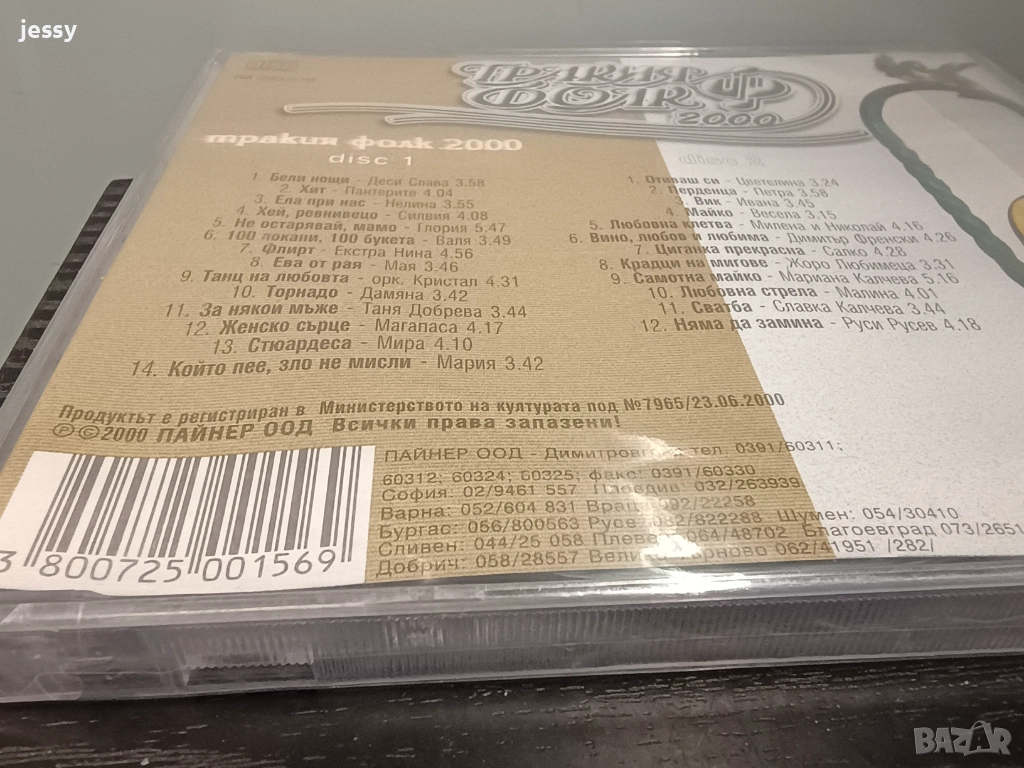 jessy
ТРАКИЯ
ФОЛК
2000
тракия фолк 2000
disc 1
1. Бели нощи - Деси Слава 3.58
2. Хит - Пантерите 4.04
3. Ела при нас - Нелина 3.55
4. Хей, ревнивецо - Силвия 4.08
5. Не остарявай, мамо - Глория 5.47
6. 100 покани, 100 букета - Валя 3.49
7. Флирт - Екстра Нина 4.56
8. Ева от рая - Мая 3.46
9. Танц на любовта - орк. Кристал 4.31
10. Торнадо - Дамяна 3.42
11. За някои мъже - Таня Добрева 3.44
12. Женско сърце - Магапаса 4.17
13. Стюардеса - Мира 4.10
14. Който пее, зло не мисли - Мария 3.42
disc 2
1. Отиваш си - Цветелина 3.24
2. Перденца - Петра 3.58
3. Вик - Ивана 3.45
4. Майко - Весела 3.15
5. Любовна клетва - Милена и Николай 4.16
6. Вино, любов и любима - Димитър Френски 4.26
7. Циганка прекрасна - Салко 4.28
8. Крадци на мигове - Жоро Любимеца 3.31
9. Самотна майко - Мариана Калчева 5.16
10. Любовна стрела - Малина 4.01
11. Сватба - Славка Калчева 3.44
12. Няма да замина - Руси Русев 4.18
Продуктът е регистриран в Министерството на културата под №7965/23.06.2000
Ⓟ©2000 ПАЙНЕР ООД Всички права запазени!
ПАЙНЕР ООД - Димитровград тел. 0391/60311;
60312; 60324; 60325; факс: 0391/60330
София: 02/9461 557 Пловдив: 032/263939
Варна: 052/604 831 Враца: 092/22258
Бургас: 056/800563 Русе: 082/822288 Шумен: 054/30410
Сливен: 044/25 058 Плевен: 064/48702 Благоевград 073/2651
Добрич: 058/28557 Велико Търново 062/41951 /282/
3 800725 001569
BAZAR